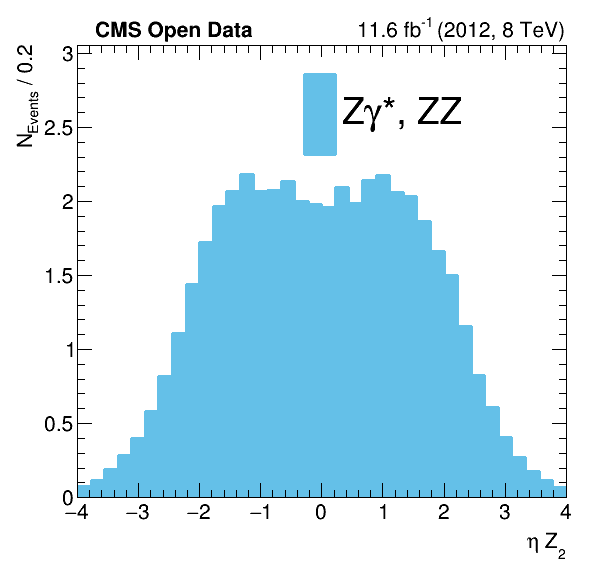 CMS Open Data 11.6 fb⁻¹ (2012, 8 TeV)
N_Events / 0.2
Zγ*, ZZ
3
2.5
2
1.5
1
0.5
0
−4 −3 −2 −1 0 1 2 3 4
η Z₂